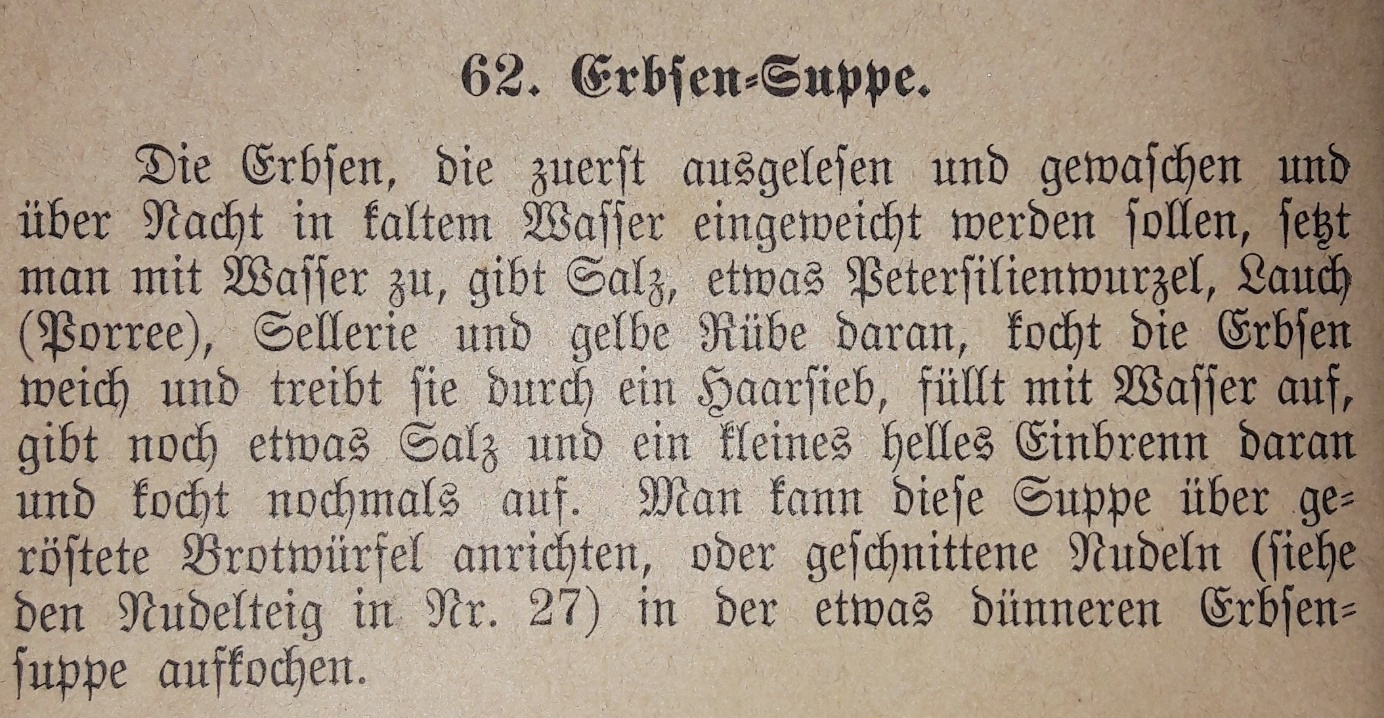 62. Erbſen-Suppe.
Die Erbſen, die zuerſt ausgeleſen und gewaſchen und
über Nacht in kaltem Waſſer eingeweicht werden ſollen, ſetzt
man mit Waſſer zu, gibt Salz, etwas Peterſilienwurzel, Lauch
(Porree), Sellerie und gelbe Rübe daran, kocht die Erbſen
weich und treibt ſie durch ein Haarſieb, füllt mit Waſſer auf,
gibt noch etwas Salz und ein kleines helles Einbrenn daran
und kocht nochmals auf. Man kann dieſe Suppe über ge-
röſtete Brotwürfel anrichten, oder geſchnittene Nudeln (ſiehe
den Nudelteig in Nr. 27) in der etwas dünneren Erbſen-
ſuppe aufkochen.